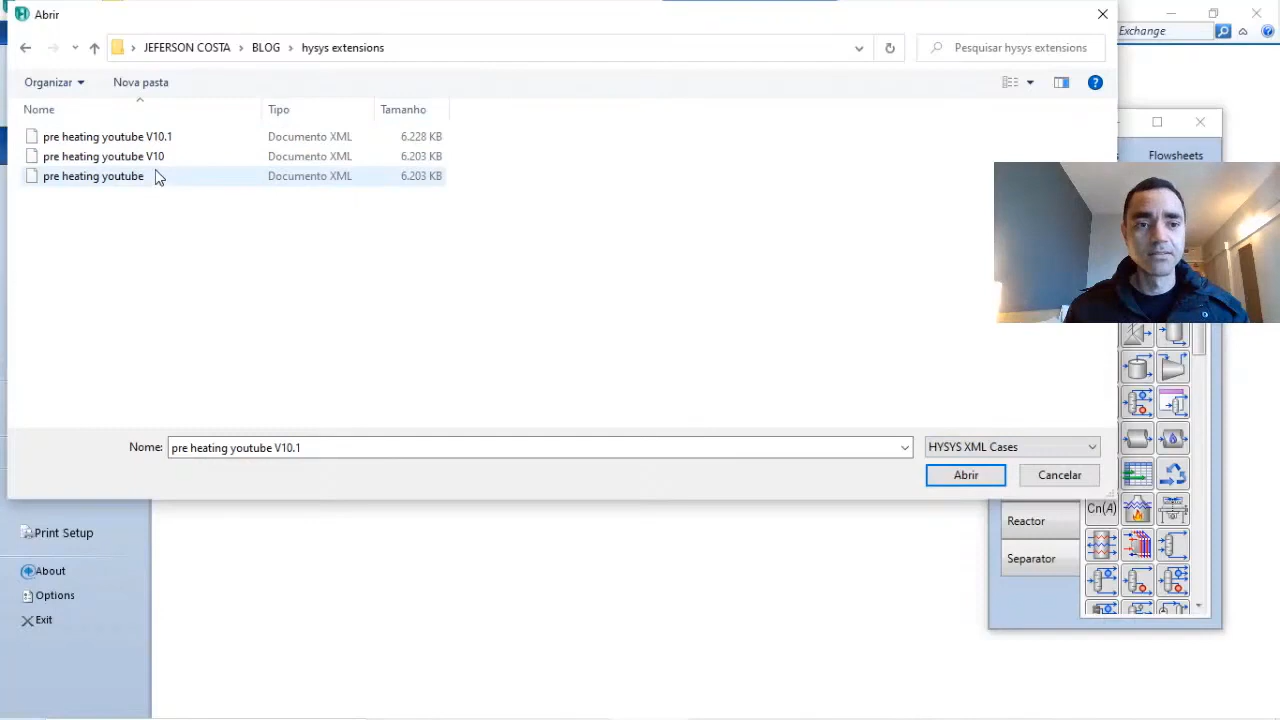 Abrir
JEFERSON COSTA > BLOG > hysys extensions
Pesquisar hysys extensions
Exchange
Organizar
Nova pasta
Nome Tipo Tamanho
pre heating youtube V10.1 Documento XML 6.228 KB
pre heating youtube V10 Documento XML 6.203 KB
pre heating youtube Documento XML 6.203 KB
Flowsheets
Nome: pre heating youtube V10.1 HYSYS XML Cases
Abrir Cancelar
Print Setup
About
Options
Exit
Cn(A)
Reactor
Separator